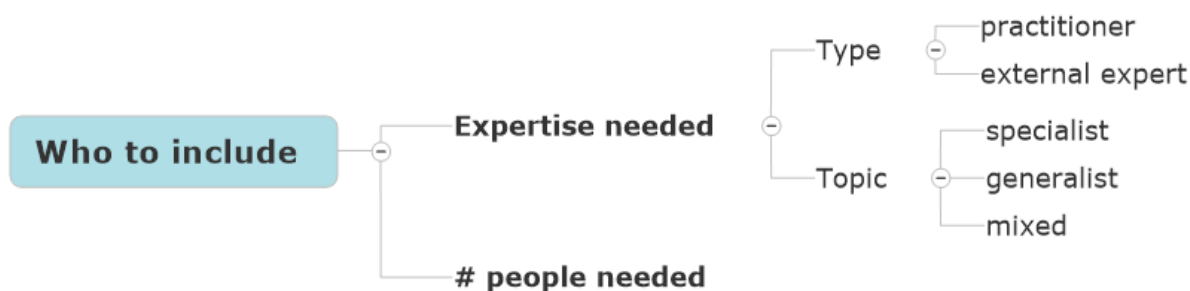 Who to include
Expertise needed
Type
practitioner
external expert
Topic
specialist
generalist
mixed
# people needed